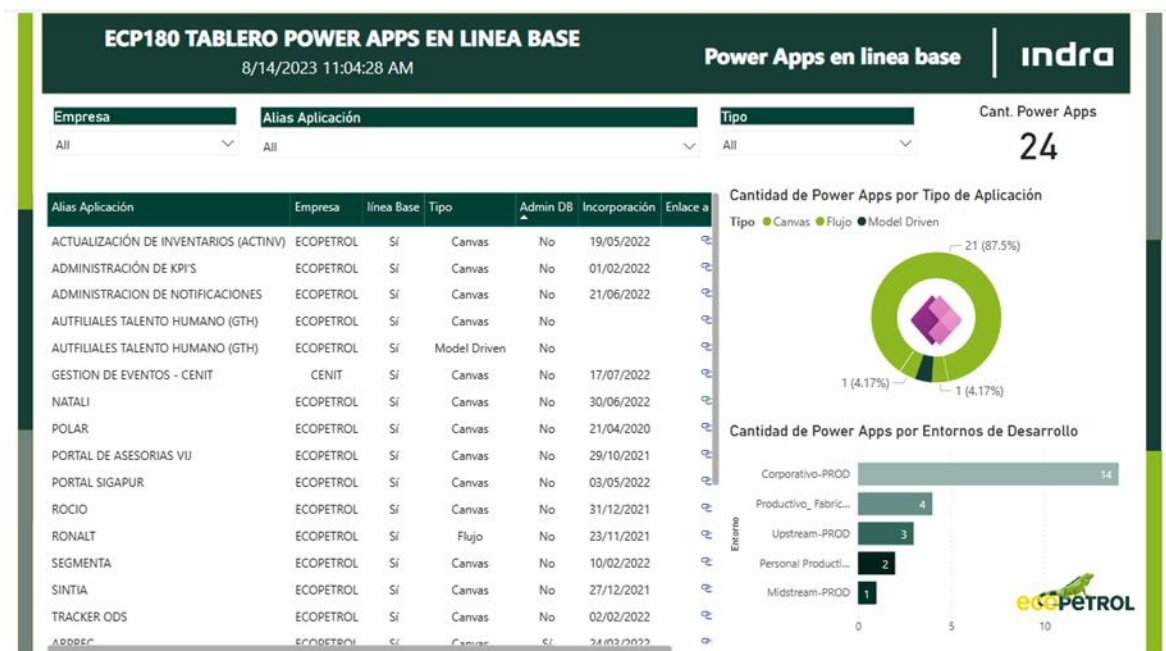 ECP180 TABLERO POWER APPS EN LINEA BASE
8/14/2023 11:04:28 AM
Power Apps en linea base
indra
Empresa
All
Alias Aplicación
All
Tipo
All
Cant. Power Apps
24
Alias Aplicación Empresa línea Base Tipo Admin DB Incorporación Enlace a
ACTUALIZACIÓN DE INVENTARIOS (ACTINV) ECOPETROL Sí Canvas No 19/05/2022
ADMINISTRACIÓN DE KPI'S ECOPETROL Sí Canvas No 01/02/2022
ADMINISTRACION DE NOTIFICACIONES ECOPETROL Sí Canvas No 21/06/2022
AUTFILIALES TALENTO HUMANO (GTH) ECOPETROL Sí Canvas No
AUTFILIALES TALENTO HUMANO (GTH) ECOPETROL Sí Model Driven No
GESTION DE EVENTOS - CENIT CENIT Sí Canvas No 17/07/2022
NATALI ECOPETROL Sí Canvas No 30/06/2022
POLAR ECOPETROL Sí Canvas No 21/04/2020
PORTAL DE ASESORIAS VIJ ECOPETROL Sí Canvas No 29/10/2021
PORTAL SIGAPUR ECOPETROL Sí Canvas No 03/05/2022
ROCIO ECOPETROL Sí Canvas No 31/12/2021
RONALT ECOPETROL Sí Flujo No 23/11/2021
SEGMENTA ECOPETROL Sí Canvas No 10/02/2022
SINTIA ECOPETROL Sí Canvas No 27/12/2021
TRACKER ODS ECOPETROL Sí Canvas No 02/02/2022
ECOPETROL Sí Canvas Sí 24/03/2022
Cantidad de Power Apps por Tipo de Aplicación
Tipo Canvas Flujo Model Driven
21 (87.5%)
1 (4.17%)
1 (4.17%)
Cantidad de Power Apps por Entornos de Desarrollo
Entorno
Corporativo-PROD 14
Productivo_ Fabric... 4
Upstream-PROD 3
Personal Producti... 2
Midstream-PROD 1
0 5 10
ecoPETROL